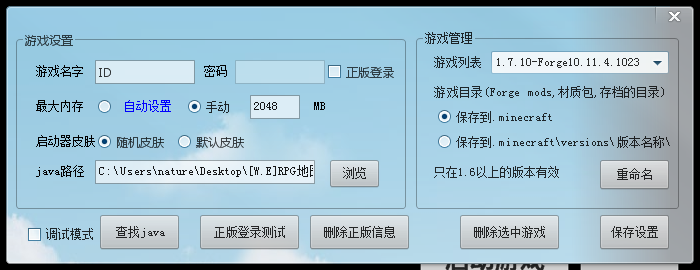 游戏设置
游戏名字 ID 密码 正版登录
最大内存 自动设置 手动 2048 MB
启动器皮肤 随机皮肤 默认皮肤
java路径 C:\Users\nature\Desktop\[W.E]RPG地图 浏览
调试模式 查找java 正版登录测试 删除正版信息
游戏管理
游戏列表 1.7.10-Forge10.11.4.1023
游戏目录(Forge mods,材质包,存档的目录)
保存到.minecraft
保存到.minecraft\versions\版本名称\
只在1.6以上的版本有效 重命名
删除选中游戏 保存设置